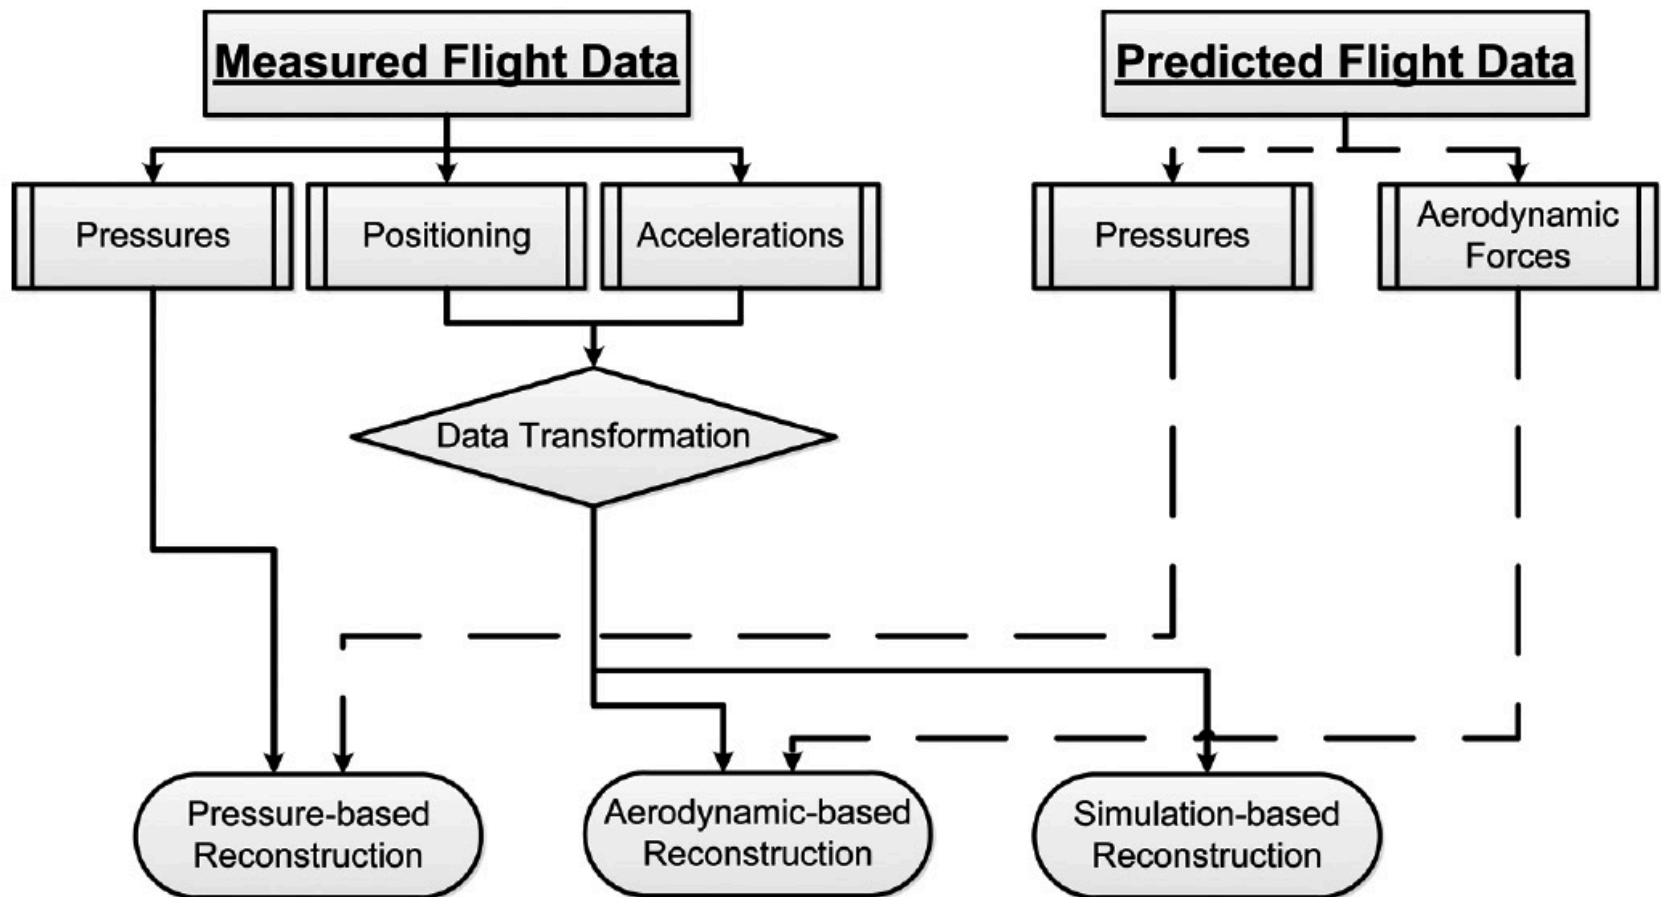 Measured Flight Data
Predicted Flight Data
Pressures
Positioning
Accelerations
Pressures
Aerodynamic
Forces
Data Transformation
Pressure-based
Reconstruction
Aerodynamic-based
Reconstruction
Simulation-based
Reconstruction